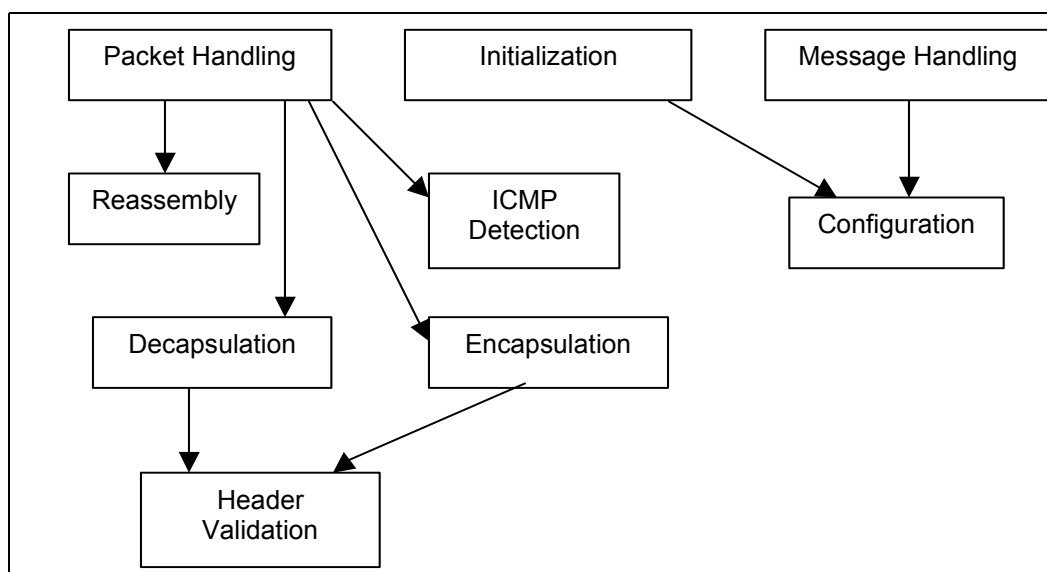 Packet Handling
Initialization
Message Handling
Reassembly
ICMP
Detection
Configuration
Decapsulation
Encapsulation
Header
Validation